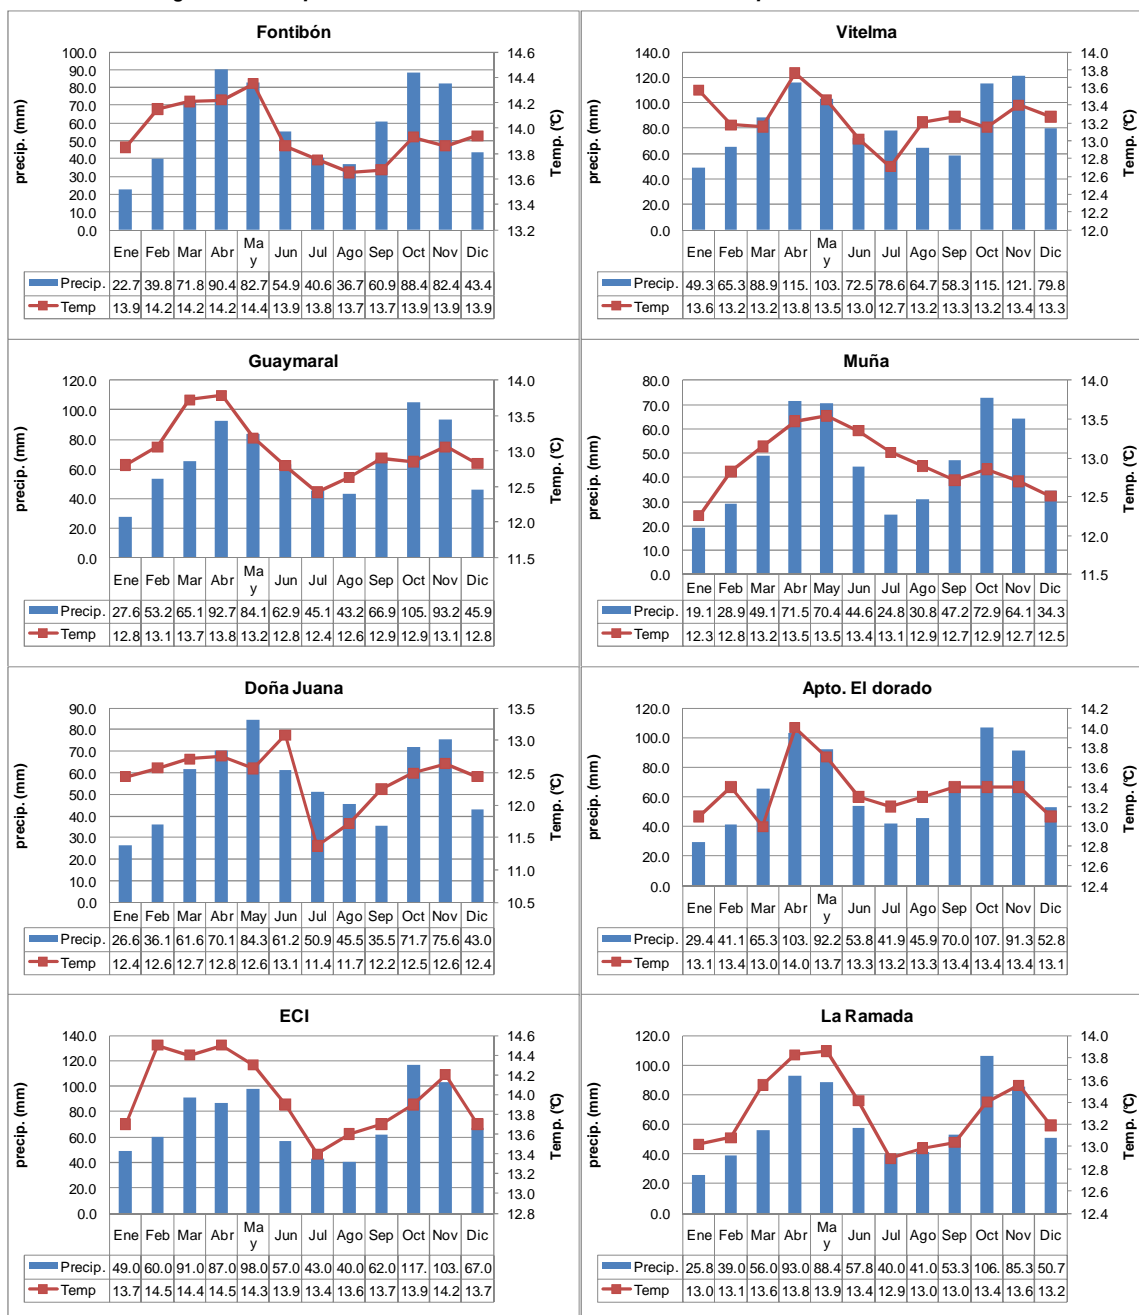 Fontibón
precip. (mm)
Temp. (ºC)
100.0
90.0
80.0
70.0
60.0
50.0
40.0
30.0
20.0
10.0
0.0
14.6
14.4
14.2
14.0
13.8
13.6
13.4
13.2
Ene Feb Mar Abr May Jun Jul Ago Sep Oct Nov Dic
Precip. 22.7 39.8 71.8 90.4 82.7 54.9 40.6 36.7 60.9 88.4 82.4 43.4
Temp 13.9 14.2 14.2 14.2 14.4 13.9 13.8 13.7 13.7 13.9 13.9 13.9
Vitelma
precip. (mm)
Temp. (ºC)
140.0
120.0
100.0
80.0
60.0
40.0
20.0
0.0
14.0
13.8
13.6
13.4
13.2
13.0
12.8
12.6
12.4
12.2
12.0
Ene Feb Mar Abr May Jun Jul Ago Sep Oct Nov Dic
Precip. 49.3 65.3 88.9 115. 103. 72.5 78.6 64.7 58.3 115. 121. 79.8
Temp 13.6 13.2 13.2 13.8 13.5 13.0 12.7 13.2 13.3 13.2 13.4 13.3
Guaymaral
precip. (mm)
Temp. (ºC)
120.0
100.0
80.0
60.0
40.0
20.0
0.0
14.0
13.5
13.0
12.5
12.0
11.5
Ene Feb Mar Abr May Jun Jul Ago Sep Oct Nov Dic
Precip. 27.6 53.2 65.1 92.7 84.1 62.9 45.1 43.2 66.9 105. 93.2 45.9
Temp 12.8 13.1 13.7 13.8 13.2 12.8 12.4 12.6 12.9 12.9 13.1 12.8
Muña
precip. (mm)
Temp. (ºC)
80.0
70.0
60.0
50.0
40.0
30.0
20.0
10.0
0.0
14.0
13.5
13.0
12.5
12.0
11.5
Ene Feb Mar Abr May Jun Jul Ago Sep Oct Nov Dic
Precip. 19.1 28.9 49.1 71.5 70.4 44.6 24.8 30.8 47.2 72.9 64.1 34.3
Temp 12.3 12.8 13.2 13.5 13.5 13.4 13.1 12.9 12.7 12.9 12.7 12.5
Doña Juana
precip. (mm)
Temp. (ºC)
90.0
80.0
70.0
60.0
50.0
40.0
30.0
20.0
10.0
0.0
13.5
13.0
12.5
12.0
11.5
11.0
10.5
Ene Feb Mar Abr May Jun Jul Ago Sep Oct Nov Dic
Precip. 26.6 36.1 61.6 70.1 84.3 61.2 50.9 45.5 35.5 71.7 75.6 43.0
Temp 12.4 12.6 12.7 12.8 12.6 13.1 11.4 11.7 12.2 12.5 12.6 12.4
Apto. El dorado
precip. (mm)
Temp. (ºC)
120.0
100.0
80.0
60.0
40.0
20.0
0.0
14.2
14.0
13.8
13.6
13.4
13.2
13.0
12.8
12.6
12.4
Ene Feb Mar Abr May Jun Jul Ago Sep Oct Nov Dic
Precip. 29.4 41.1 65.3 103. 92.2 53.8 41.9 45.9 70.0 107. 91.3 52.8
Temp 13.1 13.4 13.0 14.0 13.7 13.3 13.2 13.3 13.4 13.4 13.4 13.1
ECI
precip. (mm)
Temp. (ºC)
140.0
120.0
100.0
80.0
60.0
40.0
20.0
0.0
14.6
14.4
14.2
14.0
13.8
13.6
13.4
13.2
13.0
12.8
Ene Feb Mar Abr May Jun Jul Ago Sep Oct Nov Dic
Precip. 49.0 60.0 91.0 87.0 98.0 57.0 43.0 40.0 62.0 117. 103. 67.0
Temp 13.7 14.5 14.4 14.5 14.3 13.9 13.4 13.6 13.7 13.9 14.2 13.7
La Ramada
precip. (mm)
Temp. (ºC)
120.0
100.0
80.0
60.0
40.0
20.0
0.0
14.0
13.8
13.6
13.4
13.2
13.0
12.8
12.6
12.4
Ene Feb Mar Abr May Jun Jul Ago Sep Oct Nov Dic
Precip. 25.8 39.0 56.0 93.0 88.4 57.8 40.0 41.0 53.3 106. 85.3 50.7
Temp 13.0 13.1 13.6 13.8 13.9 13.4 12.9 13.0 13.0 13.4 13.6 13.2